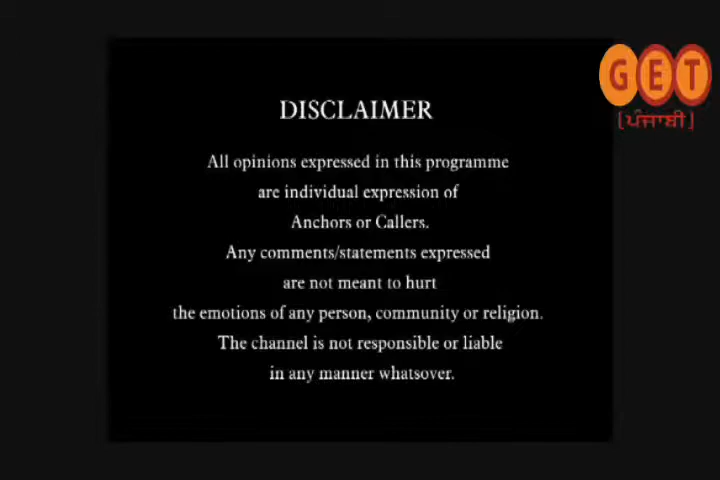 GET
[ਪੰਜਾਬੀ]
DISCLAIMER
All opinions expressed in this programme
are individual expression of
Anchors or Callers.
Any comments/statements expressed
are not meant to hurt
the emotions of any person, community or religion.
The channel is not responsible or liable
in any manner whatsover.